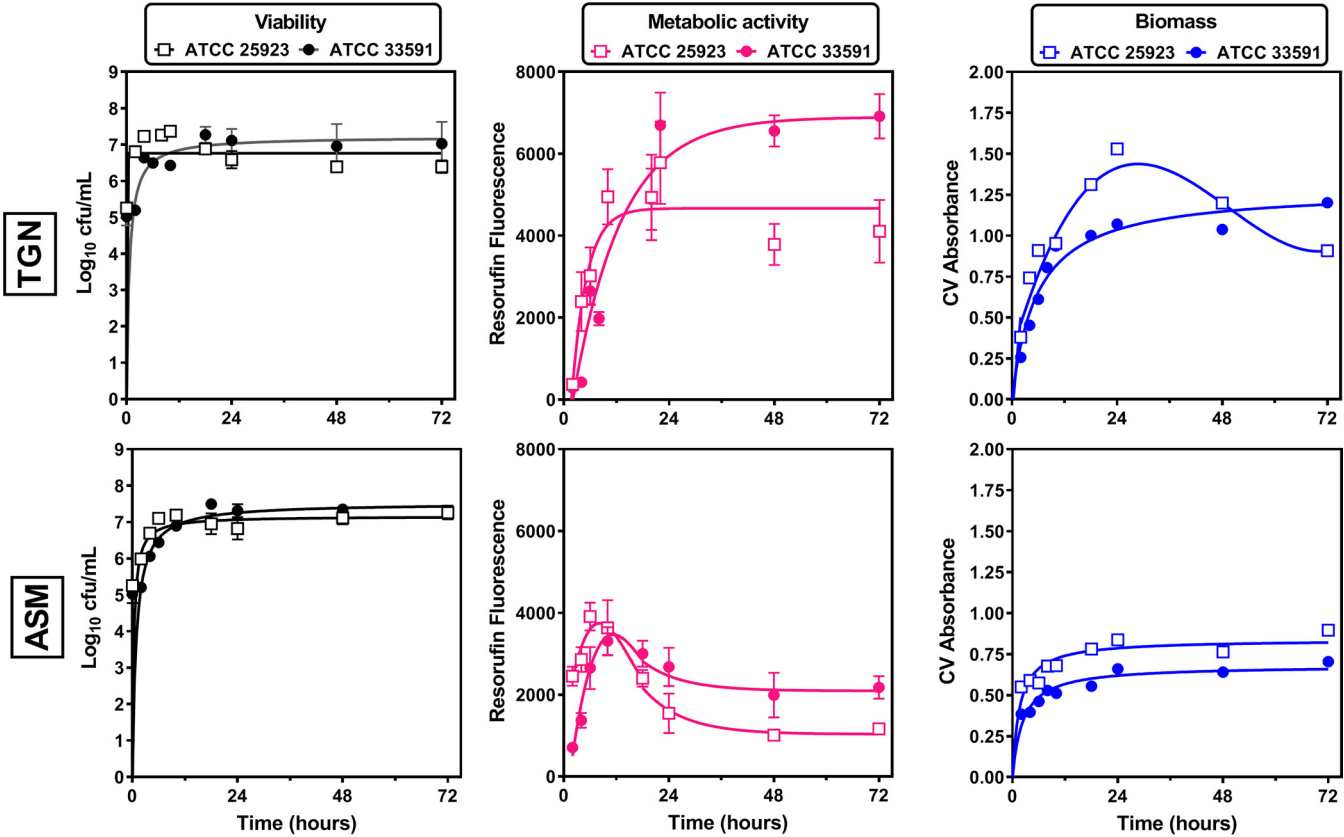 Viability
ATCC 25923 ATCC 33591
Metabolic activity
ATCC 25923 ATCC 33591
Biomass
ATCC 25923 ATCC 33591
TGN
Log10 cfu/mL
9
8
7
6
5
4
3
2
1
0
0 24 48 72
Resorufin Fluorescence
8000
6000
4000
2000
0
0 24 48 72
CV Absorbance
2.00
1.75
1.50
1.25
1.00
0.75
0.50
0.25
0.00
0 24 48 72
ASM
Log10 cfu/mL
9
8
7
6
5
4
3
2
1
0
0 24 48 72
Time (hours)
Resorufin Fluorescence
8000
6000
4000
2000
0
0 24 48 72
Time (hours)
CV Absorbance
2.00
1.75
1.50
1.25
1.00
0.75
0.50
0.25
0.00
0 24 48 72
Time (hours)